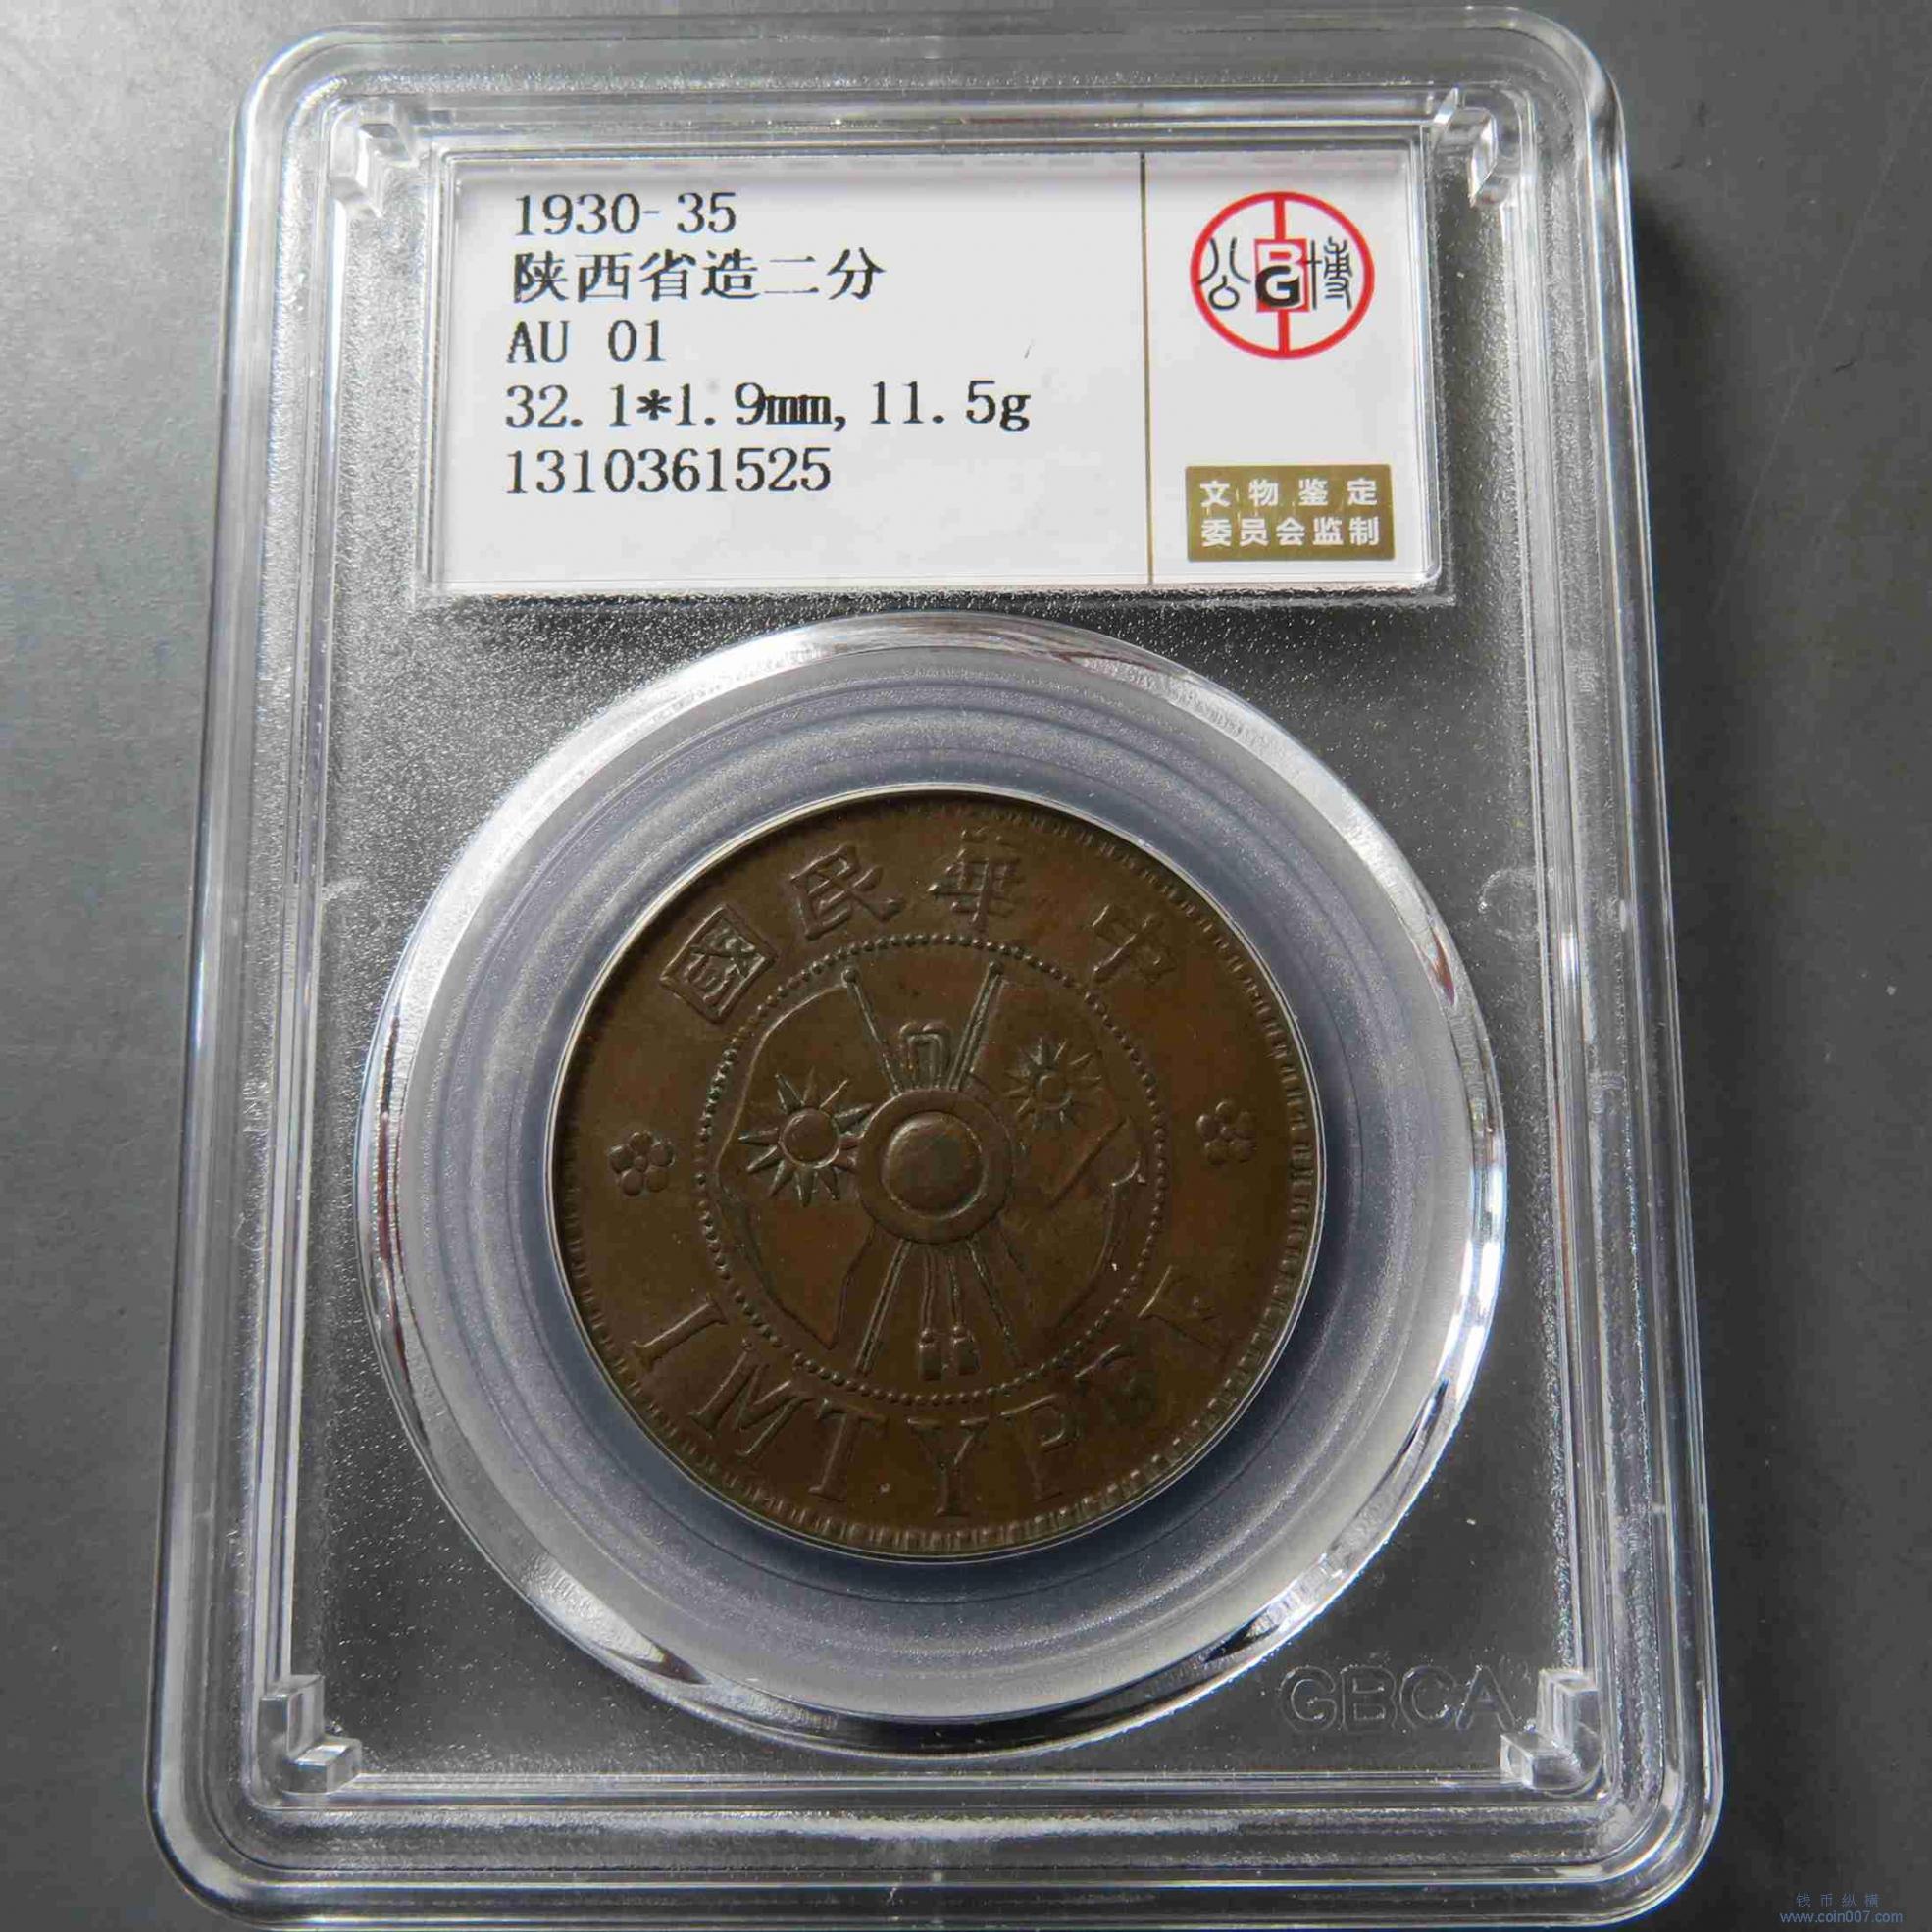 1930-35
陕西省造二分
AU 01
32.1*1.9mm,11.5g
1310361525
公 BG 博
文物鉴定
委员会监制
國民華中
IMTYPEF
GBCA
钱币纵横
www.coin007.com